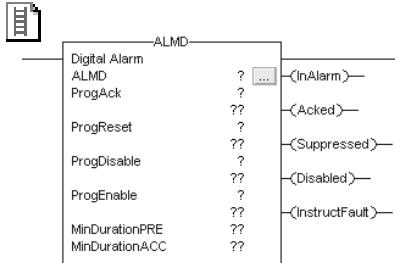 ALMD
Digital Alarm
ALMD ? ... (InAlarm)
ProgAck ?
?? (Acked)
ProgReset ?
?? (Suppressed)
ProgDisable ?
?? (Disabled)
ProgEnable ?
?? (InstructFault)
MinDurationPRE ??
MinDurationACC ??